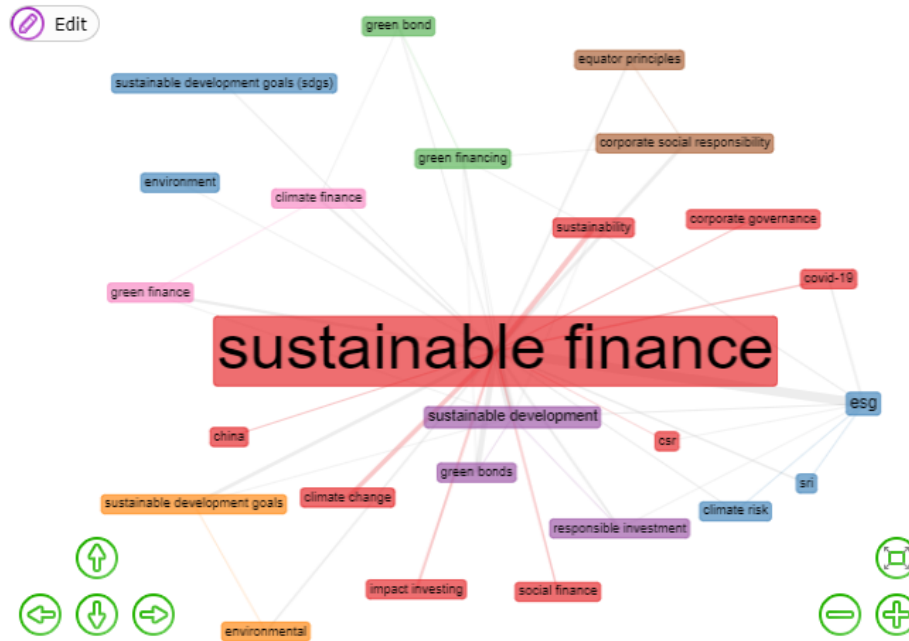 Edit
green bond
equator principles
sustainable development goals (sdgs)
corporate social responsibility
green financing
environment
climate finance
corporate governance
sustainability
covid-19
green finance
sustainable finance
esg
sustainable development
china
csr
green bonds
sri
climate change
sustainable development goals
climate risk
responsible investment
impact investing
social finance
environmental